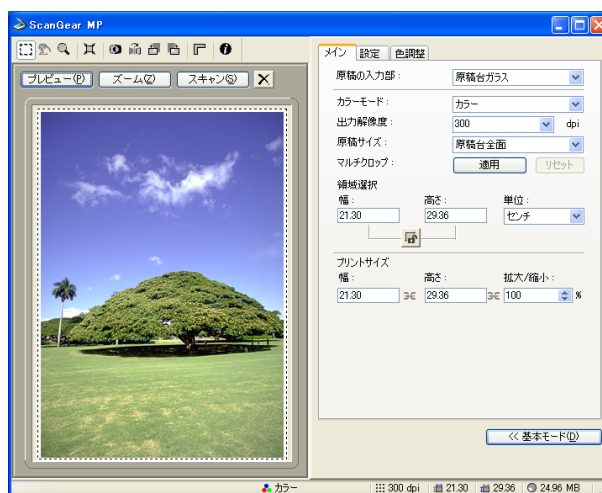 ScanGear MP
プレビュー(P) ズーム(Z) スキャン(S)
メイン 設定 色調整
原稿の入力部: 原稿台ガラス
カラーモード: カラー
出力解像度: 300 dpi
原稿サイズ: 原稿台全面
マルチクロップ: 適用 リセット
領域選択
幅: 高さ: 単位:
21.30 29.36 センチ
プリントサイズ
幅: 高さ: 拡大/縮小:
21.30 29.36 100 %
<< 基本モード(D)
カラー 300 dpi 21.30 29.36 24.96 MB